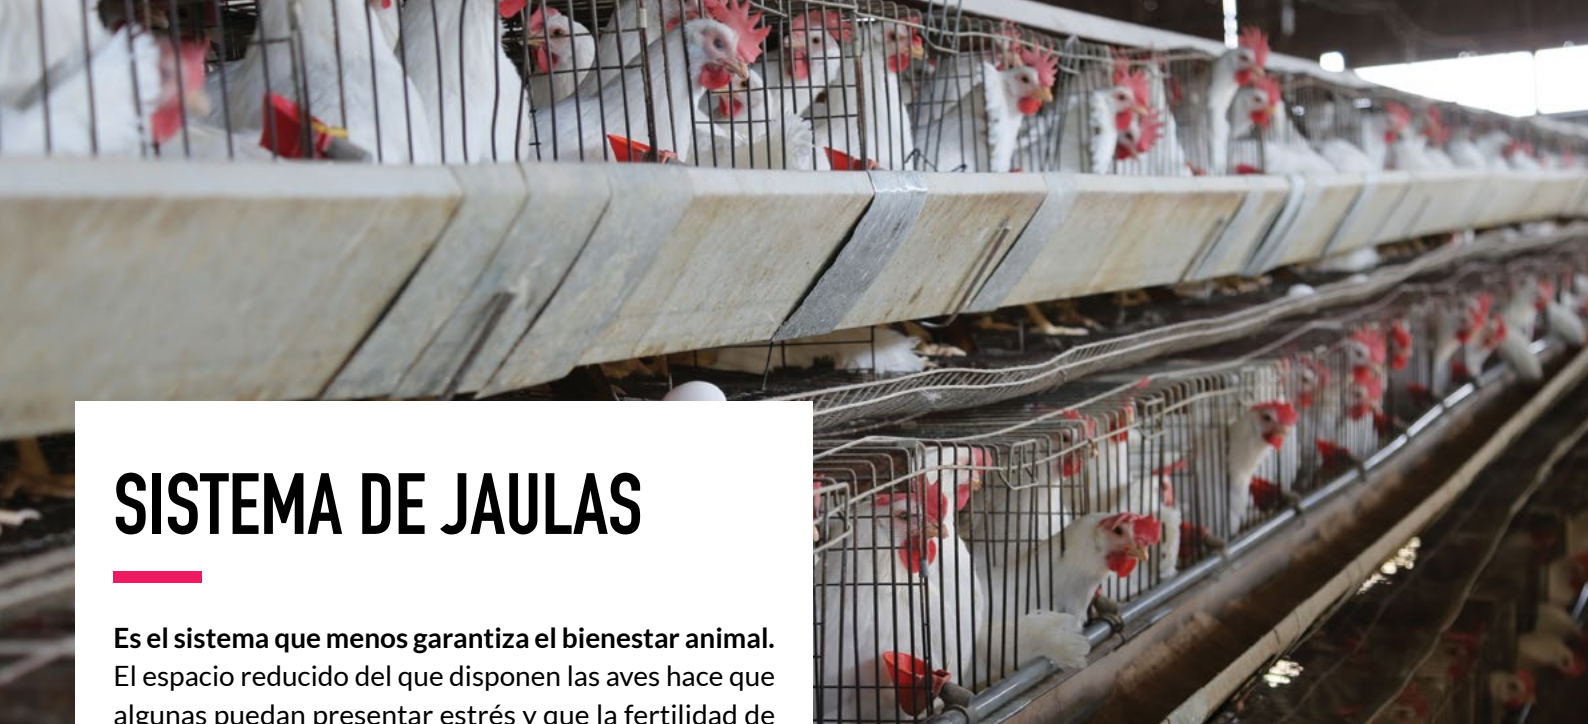 SISTEMA DE JAULAS
Es el sistema que menos garantiza el bienestar animal.
El espacio reducido del que disponen las aves hace que
algunas puedan presentar estrés y que la fertilidad de